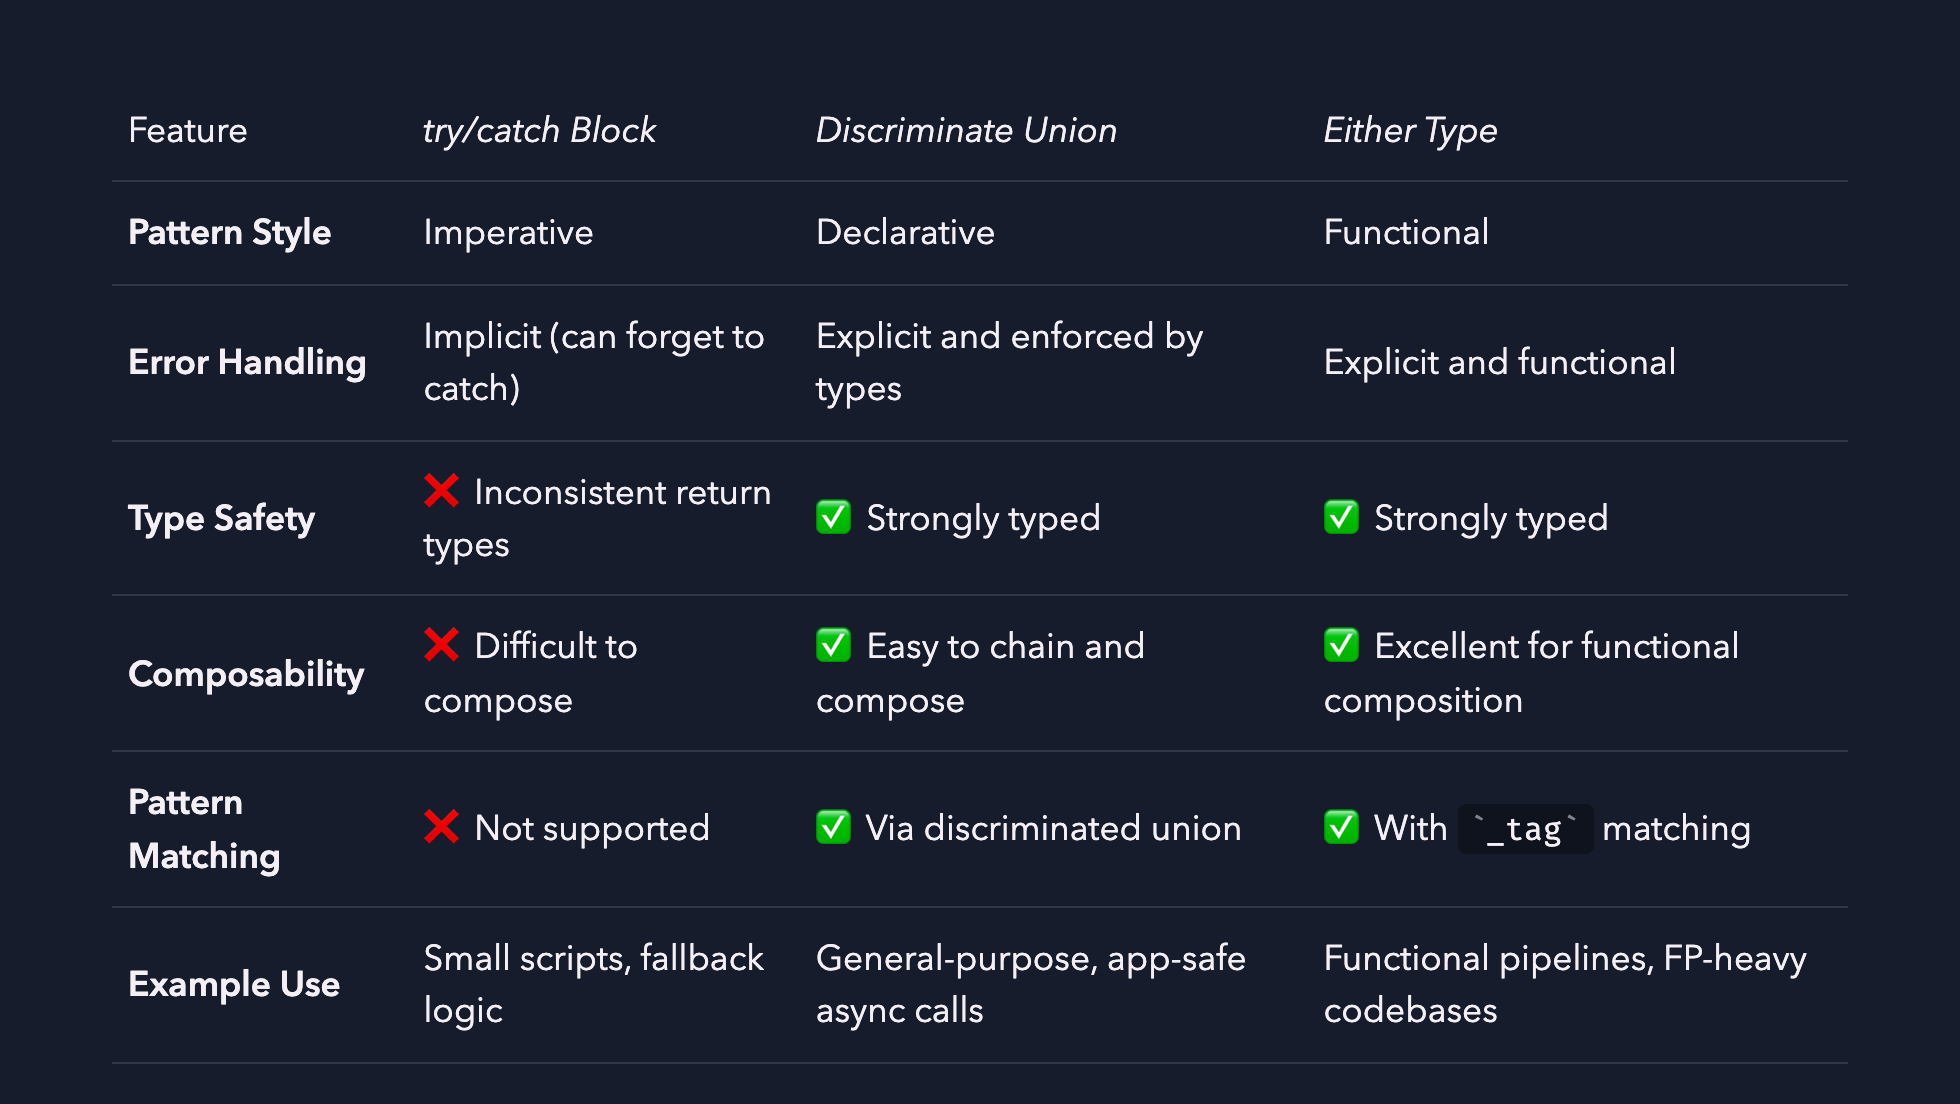 Feature try/catch Block Discriminate Union Either Type
Pattern Style Imperative Declarative Functional
Error Handling Implicit (can forget to catch) Explicit and enforced by types Explicit and functional
Type Safety ❌ Inconsistent return types ✅ Strongly typed ✅ Strongly typed
Composability ❌ Difficult to compose ✅ Easy to chain and compose ✅ Excellent for functional composition
Pattern Matching ❌ Not supported ✅ Via discriminated union ✅ With `_tag` matching
Example Use Small scripts, fallback logic General-purpose, app-safe async calls Functional pipelines, FP-heavy codebases